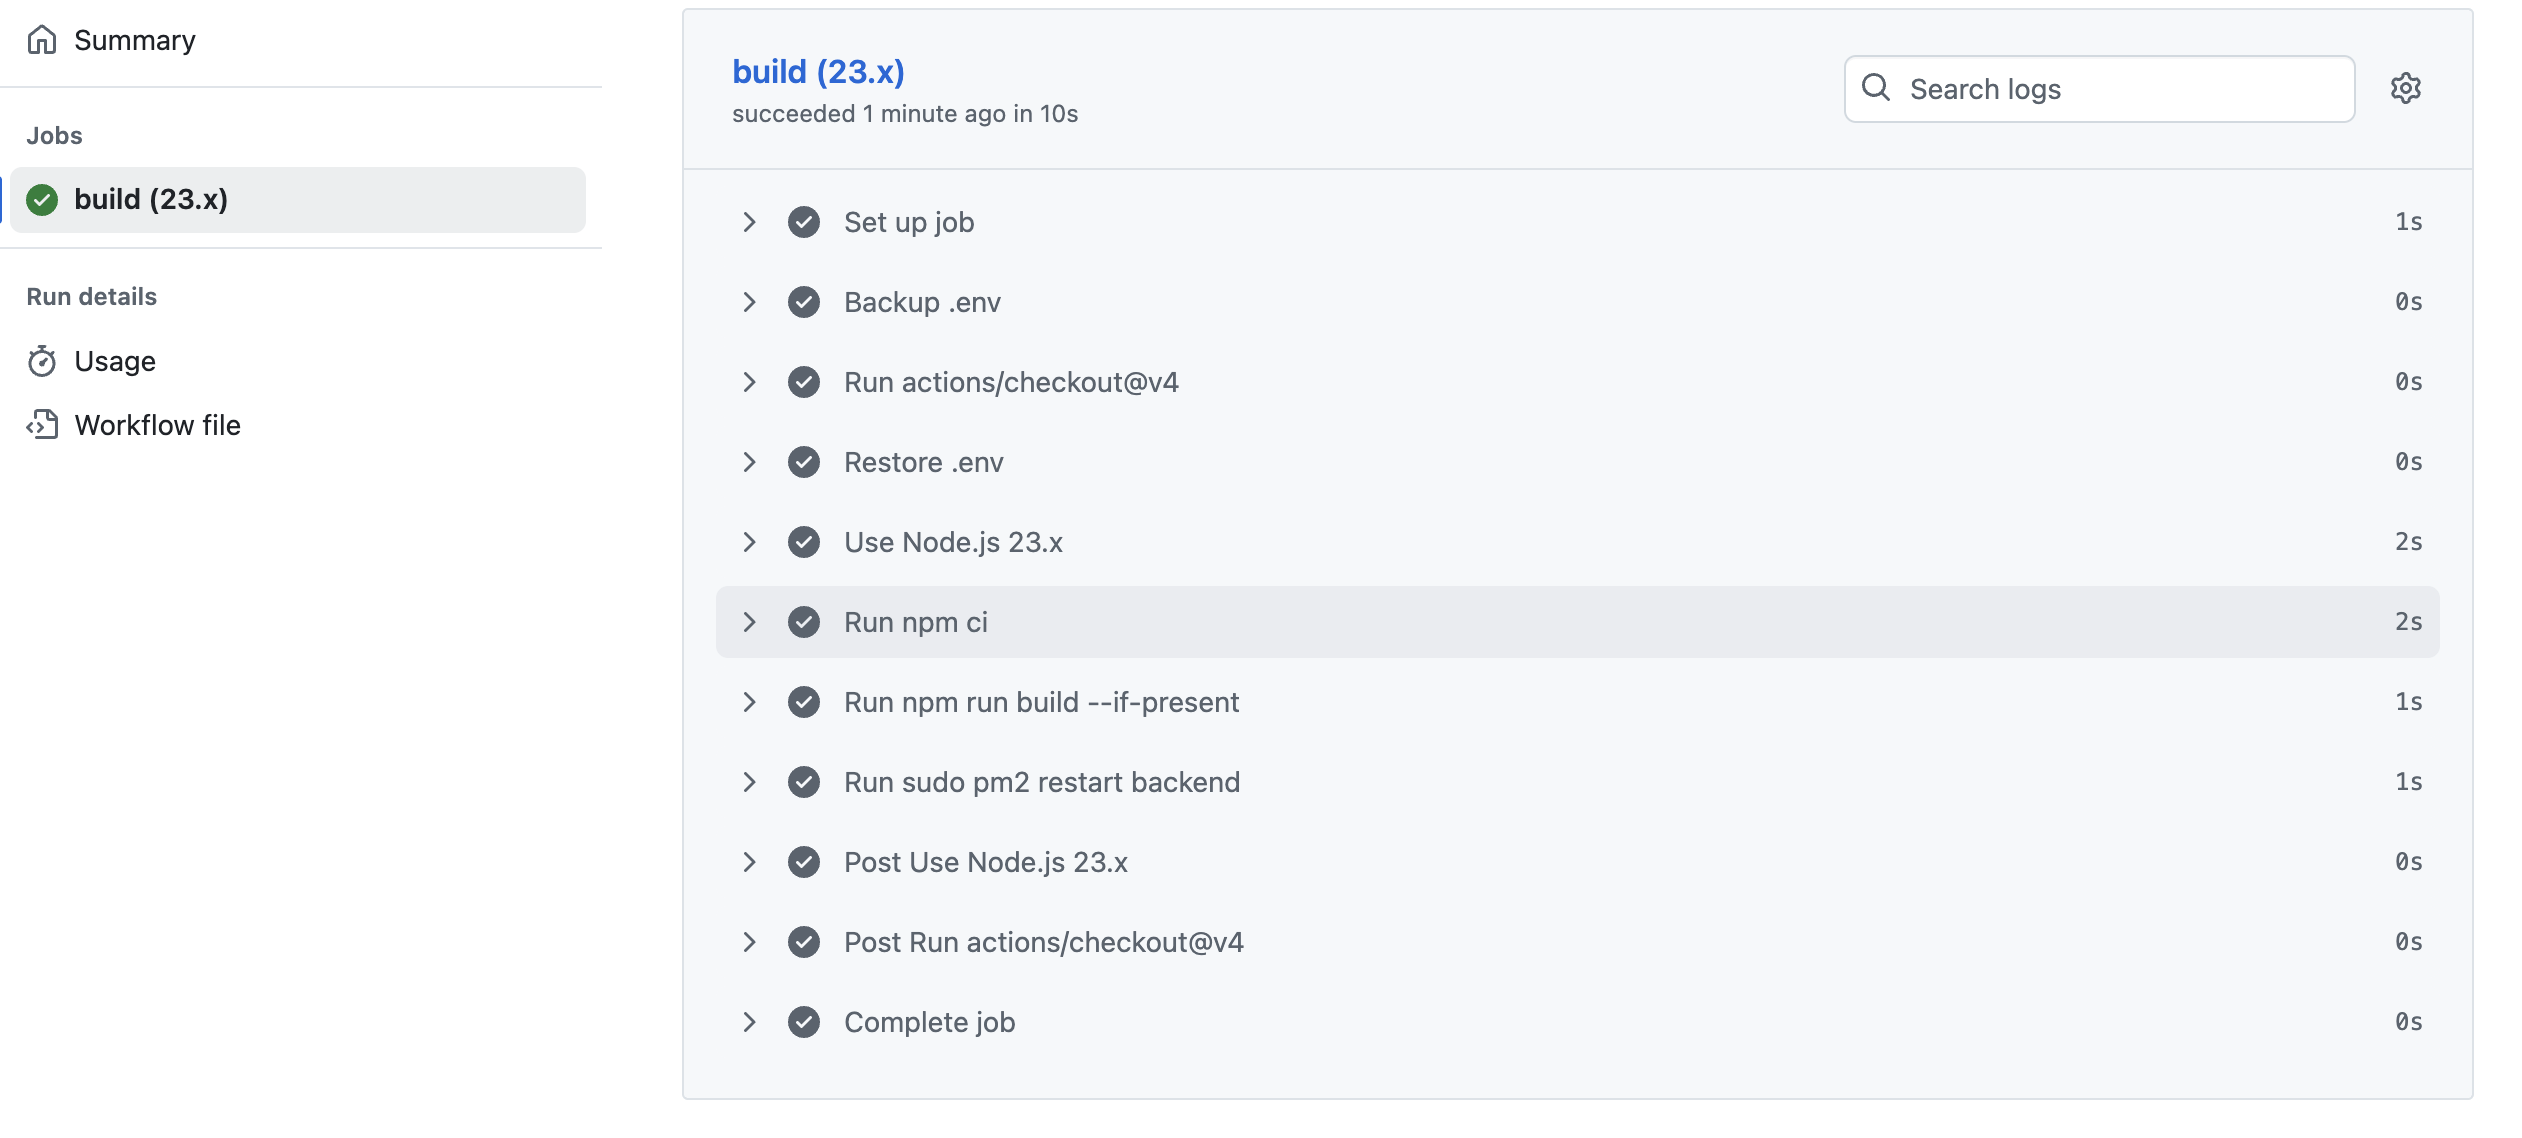 Summary
Jobs
build (23.x)
Run details
Usage
Workflow file
build (23.x)
succeeded 1 minute ago in 10s
Search logs
Set up job 1s
Backup .env 0s
Run actions/checkout@v4 0s
Restore .env 0s
Use Node.js 23.x 2s
Run npm ci 2s
Run npm run build --if-present 1s
Run sudo pm2 restart backend 1s
Post Use Node.js 23.x 0s
Post Run actions/checkout@v4 0s
Complete job 0s